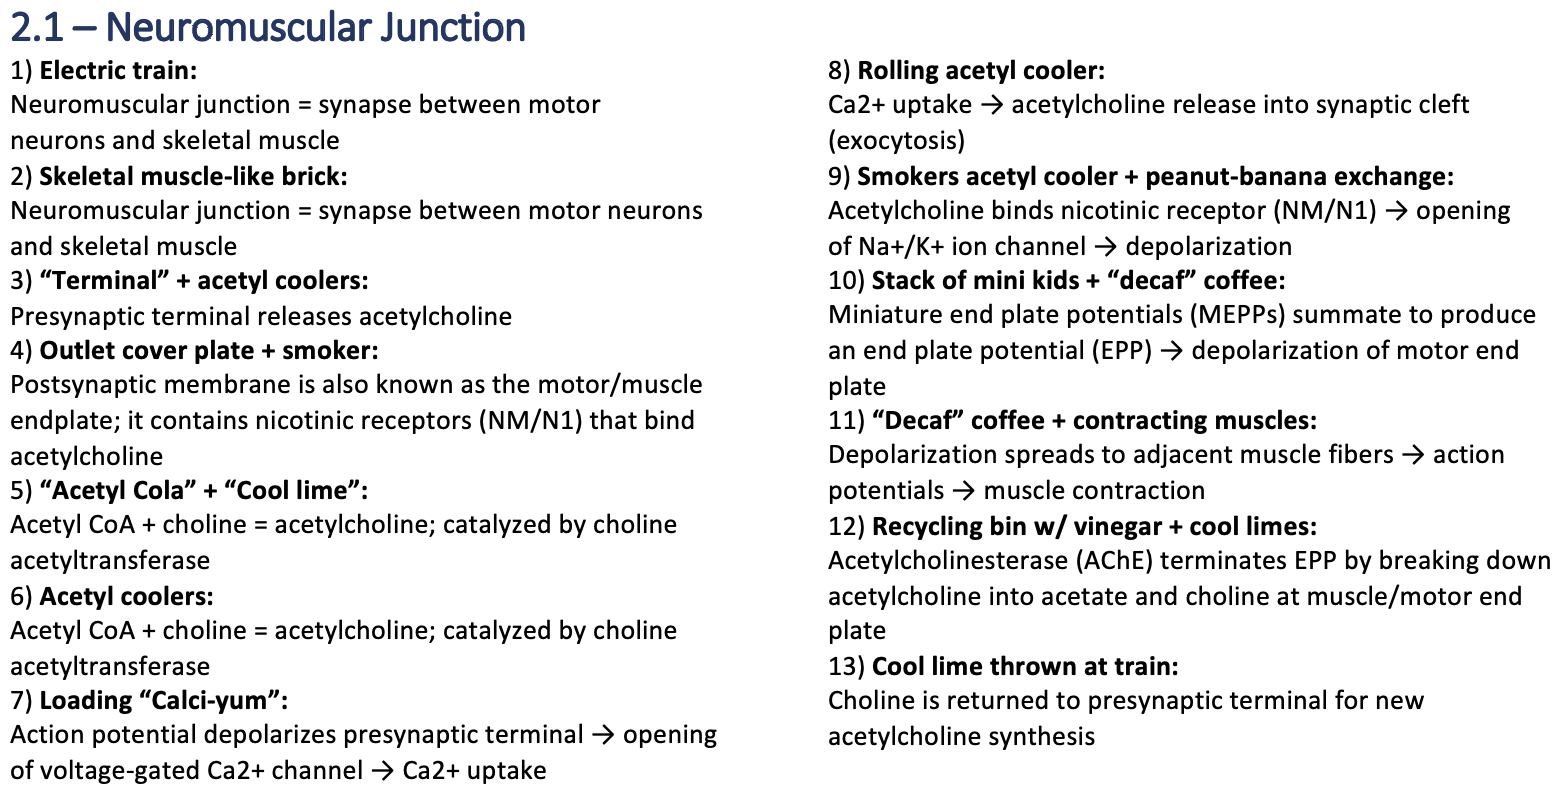 2.1 – Neuromuscular Junction
1) Electric train:
Neuromuscular junction = synapse between motor
neurons and skeletal muscle
2) Skeletal muscle-like brick:
Neuromuscular junction = synapse between motor neurons
and skeletal muscle
3) “Terminal” + acetyl coolers:
Presynaptic terminal releases acetylcholine
4) Outlet cover plate + smoker:
Postsynaptic membrane is also known as the motor/muscle
endplate; it contains nicotinic receptors (NM/N1) that bind
acetylcholine
5) “Acetyl Cola” + “Cool lime”:
Acetyl CoA + choline = acetylcholine; catalyzed by choline
acetyltransferase
6) Acetyl coolers:
Acetyl CoA + choline = acetylcholine; catalyzed by choline
acetyltransferase
7) Loading “Calci-yum”:
Action potential depolarizes presynaptic terminal → opening
of voltage-gated Ca2+ channel → Ca2+ uptake
8) Rolling acetyl cooler:
Ca2+ uptake → acetylcholine release into synaptic cleft
(exocytosis)
9) Smokers acetyl cooler + peanut-banana exchange:
Acetylcholine binds nicotinic receptor (NM/N1) → opening
of Na+/K+ ion channel → depolarization
10) Stack of mini kids + “decaf” coffee:
Miniature end plate potentials (MEPPs) summate to produce
an end plate potential (EPP) → depolarization of motor end
plate
11) “Decaf” coffee + contracting muscles:
Depolarization spreads to adjacent muscle fibers → action
potentials → muscle contraction
12) Recycling bin w/ vinegar + cool limes:
Acetylcholinesterase (AChE) terminates EPP by breaking down
acetylcholine into acetate and choline at muscle/motor end
plate
13) Cool lime thrown at train:
Choline is returned to presynaptic terminal for new
acetylcholine synthesis